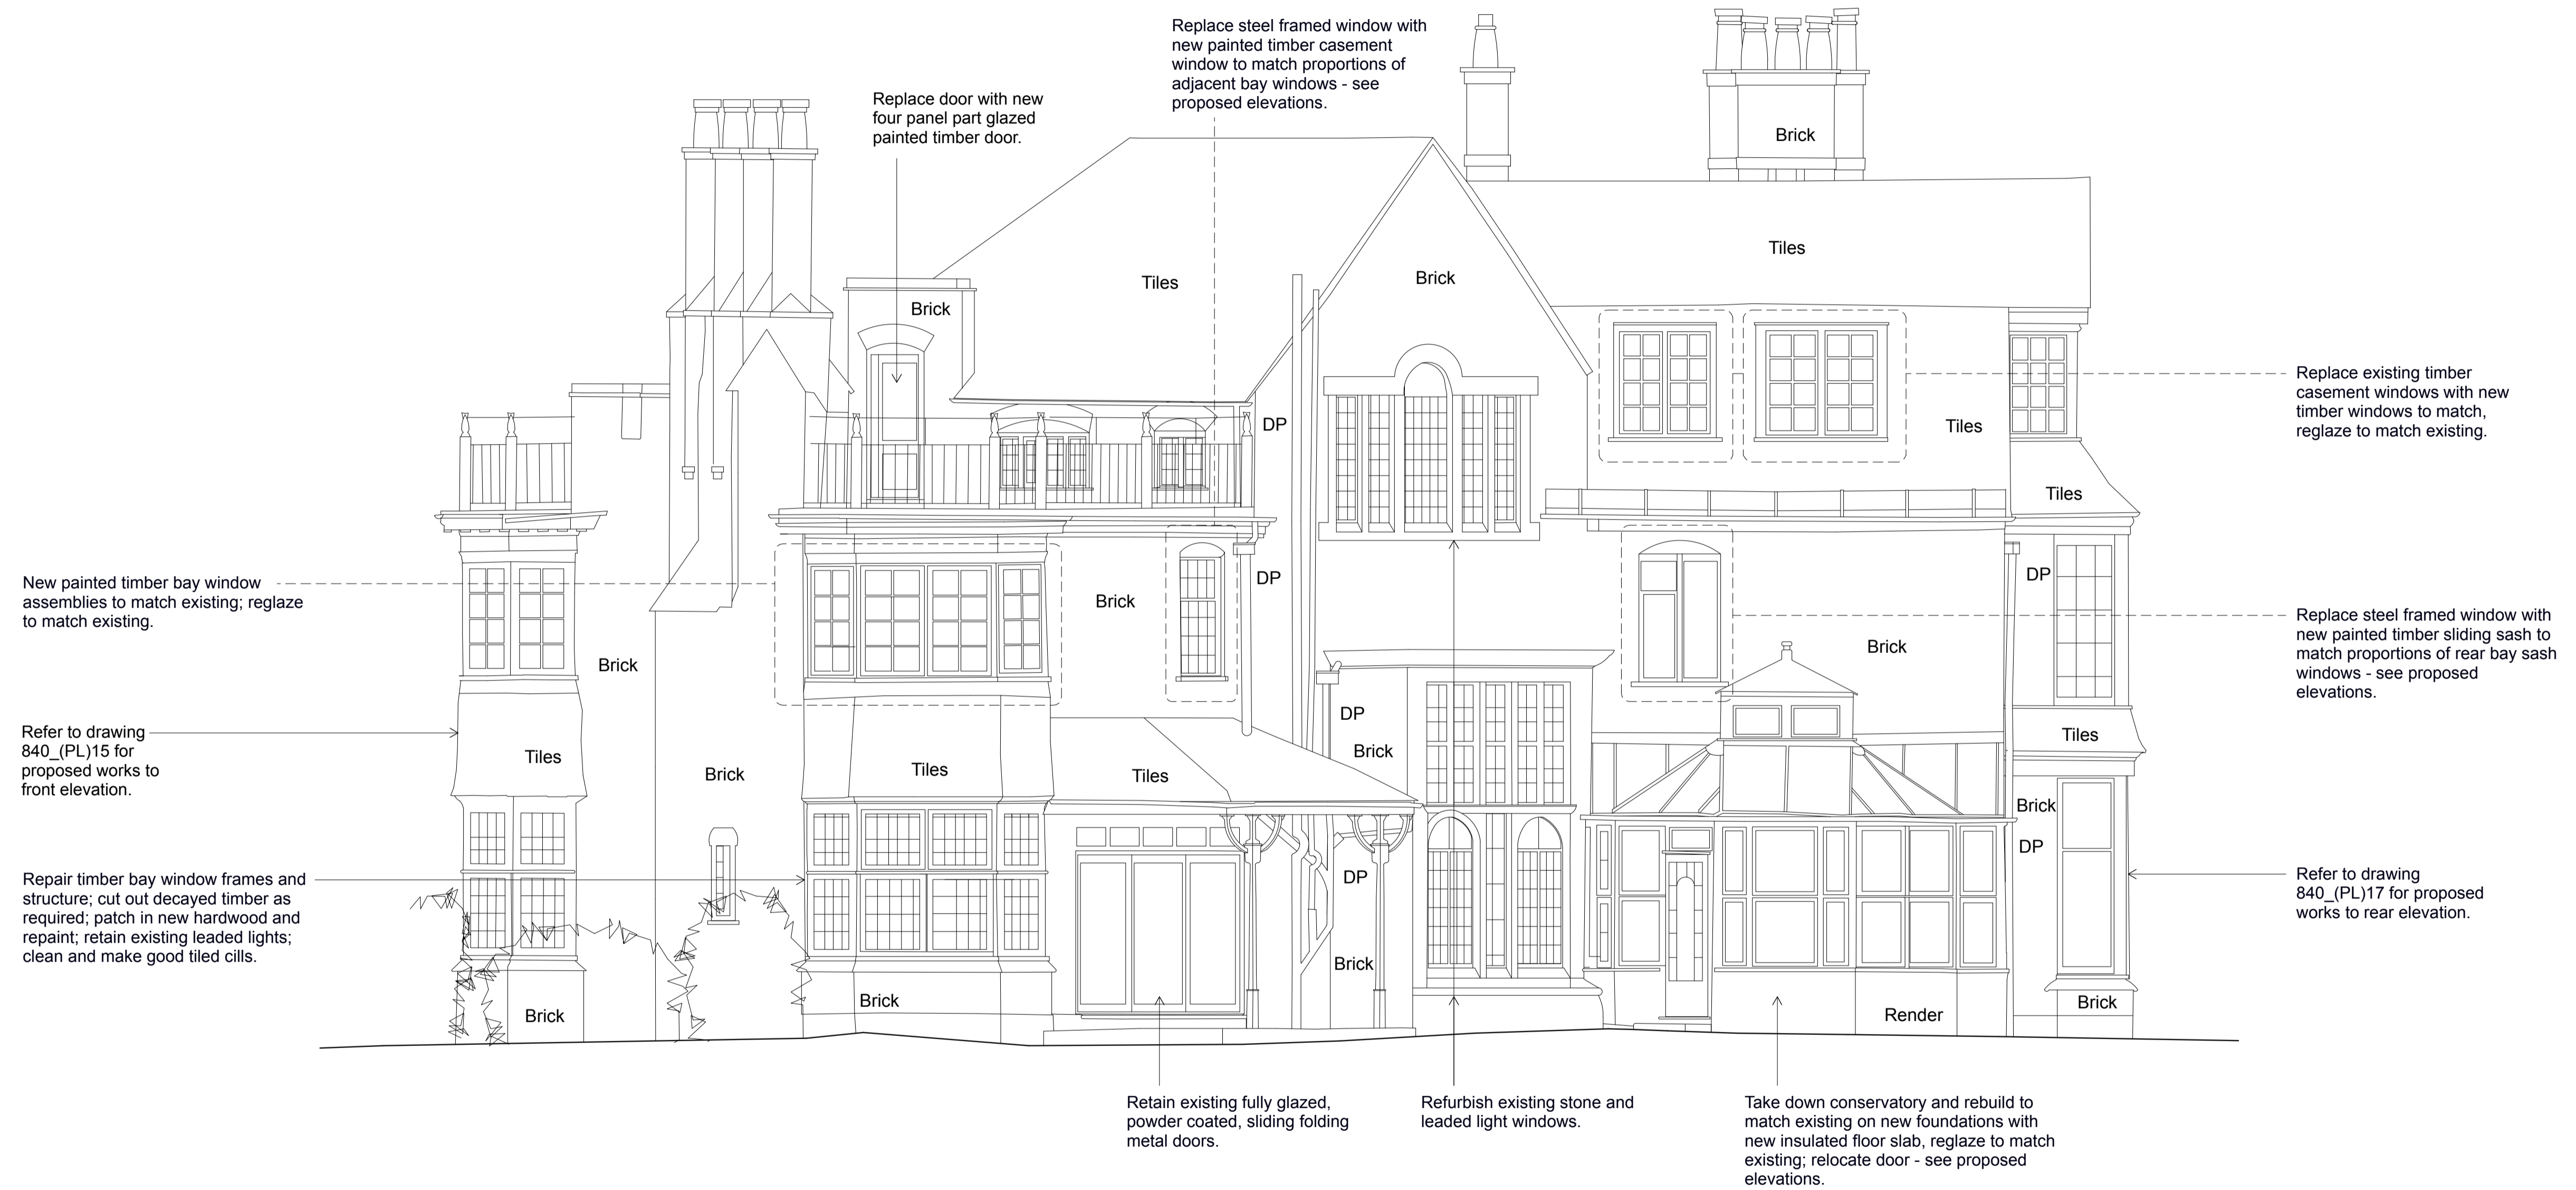 Replace steel framed window with
new painted timber casement
window to match proportions of
adjacent bay windows - see
proposed elevations.
Replace door with new
four panel part glazed
painted timber door.
Brick
Tiles
Brick
Tiles
Brick
Replace existing timber
casement windows with new
timber windows to match,
reglaze to match existing.
DP
Tiles
Tiles
New painted timber bay window
assemblies to match existing; reglaze
to match existing.
DP
Brick
DP
Replace steel framed window with
new painted timber sliding sash to
match proportions of rear bay sash
windows - see proposed
elevations.
Brick
Brick
Refer to drawing
840_(PL)15 for
proposed works to
front elevation.
DP
Brick
Tiles
Tiles
Brick
Tiles
Tiles
Brick
DP
Repair timber bay window frames and
structure; cut out decayed timber as
required; patch in new hardwood and
repaint; retain existing leaded lights;
clean and make good tiled cills.
DP
Refer to drawing
840_(PL)17 for proposed
works to rear elevation.
Brick
Brick
Brick
Brick
Render
Retain existing fully glazed,
powder coated, sliding folding
metal doors.
Refurbish existing stone and
leaded light windows.
Take down conservatory and rebuild to
match existing on new foundations with
new insulated floor slab, reglaze to match
existing; relocate door - see proposed
elevations.